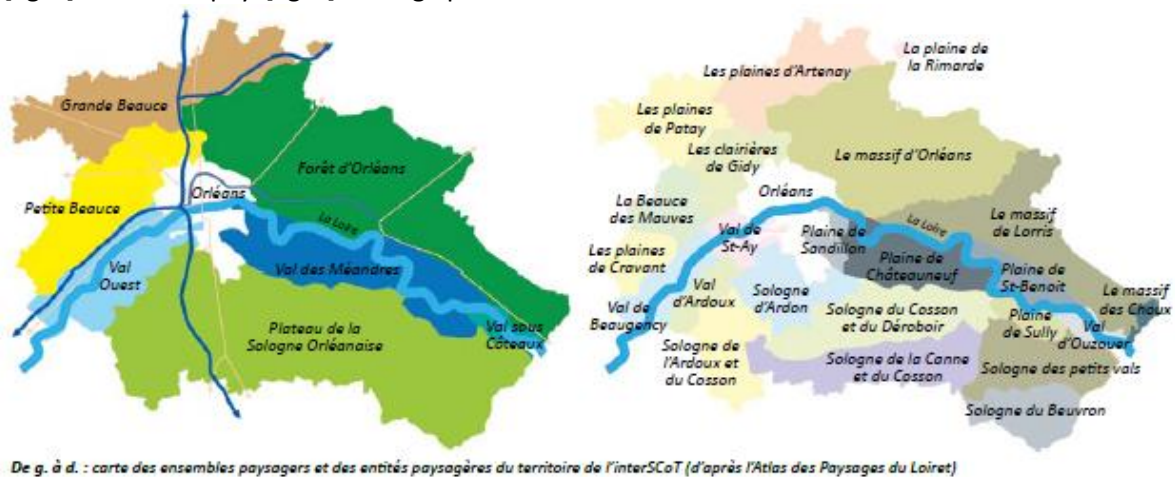 Grande Beauce
Petite Beauce
Forêt d'Orléans
Orléans
La Loire
Val
Ouest
Val des Méandres
Val sous
Côteaux
Plateau de la
Sologne Orléanaise
La plaine de
la Rimarde
Les plaines d'Artenay
Les plaines
de Patay
Les clairières
de Gidy
Le massif d'Orléans
Orléans
La Beauce
des Mauves
Val de
St-Ay
Plaine de
Sandillon
La Loire
Le massif
de Lorris
Les plaines
de Cravant
Plaine de
Châteauneuf
Plaine de
St-Benoit
Val
d'Ardoux
Sologne
d'Ardon
Val de
Beaugency
Sologne du Cosson
et du Déroboir
Plaine
de Sully
Le massif
des Choux
Val
d'Ouzouer
Sologne de
l'Ardoux et
du Cosson
Sologne de la Canne
et du Cosson
Sologne des petits vals
Sologne du Beuvron
De g. à d. : carte des ensembles paysagers et des entités paysagères du territoire de l'interSCoT (d'après l'Atlas des Paysages du Loiret)